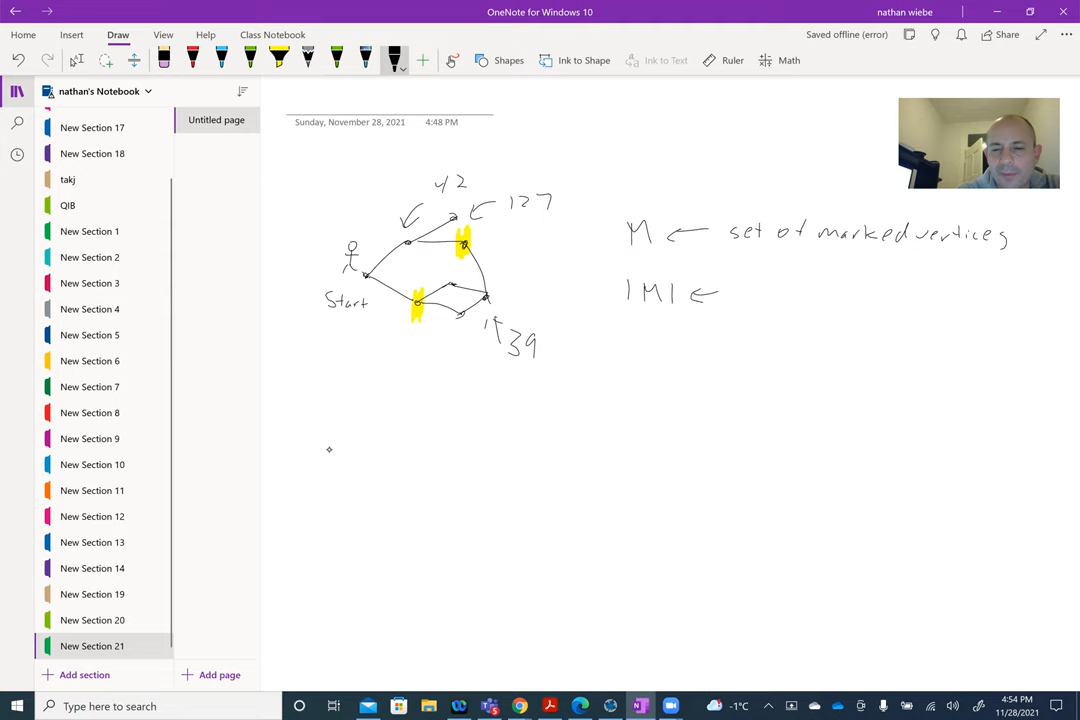 OneNote for Windows 10
nathan wiebe
Home Insert Draw View Help Class Notebook
Saved offline (error)
Share
Shapes
Ink to Shape
Ink to Text
Ruler
Math
nathan's Notebook
Untitled page
New Section 17
New Section 18
takj
QIB
New Section 1
New Section 2
New Section 3
New Section 4
New Section 5
New Section 6
New Section 7
New Section 8
New Section 9
New Section 10
New Section 11
New Section 12
New Section 13
New Section 14
New Section 19
New Section 20
New Section 21
Add section
Add page
Sunday, November 28, 2021 4:48 PM
42
127
Start
39
M ← set of marked vertices
|M| ←
Type here to search
-1°C
4:54 PM
11/28/2021